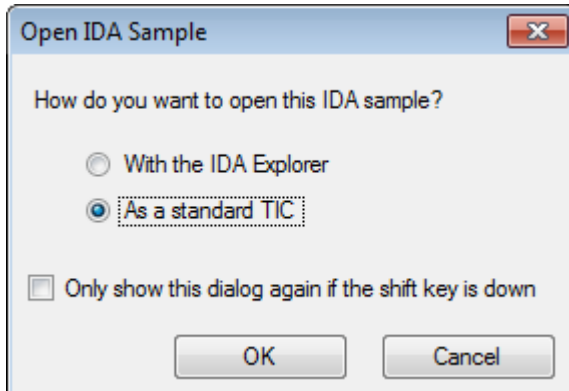 Open IDA Sample
How do you want to open this IDA sample?
With the IDA Explorer
As a standard TIC
Only show this dialog again if the shift key is down
OK
Cancel